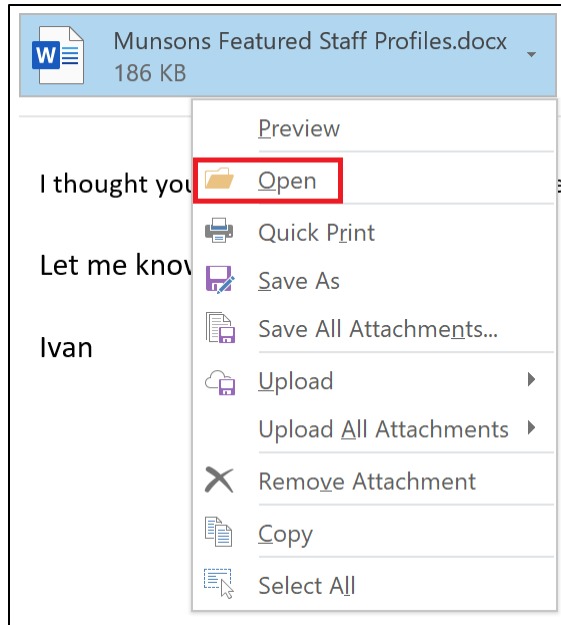 Munsons Featured Staff Profiles.docx
186 KB
Preview
I thought you
Open
Quick Print
Let me know
Save As
Save All Attachments...
Ivan
Upload
Upload All Attachments
Remove Attachment
Copy
Select All